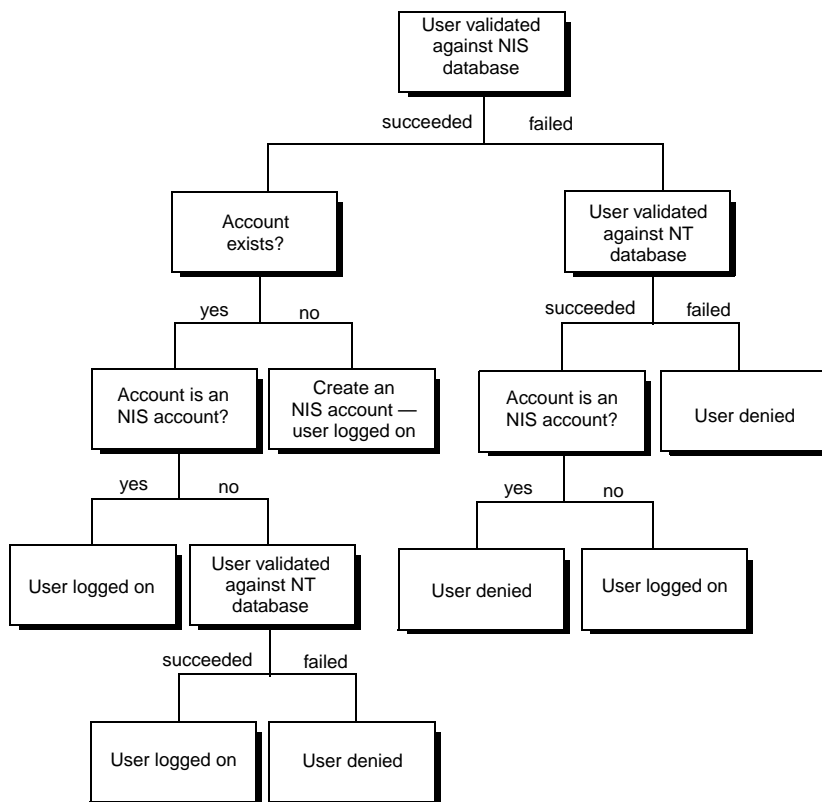 User validated
against NIS
database
succeeded
failed
Account
exists?
User validated
against NT
database
yes
no
succeeded
failed
Account is an
NIS account?
Create an
NIS account —
user logged on
Account is an
NIS account?
User denied
yes
no
yes
no
User logged on
User validated
against NT
database
User denied
User logged on
succeeded
failed
User logged on
User denied